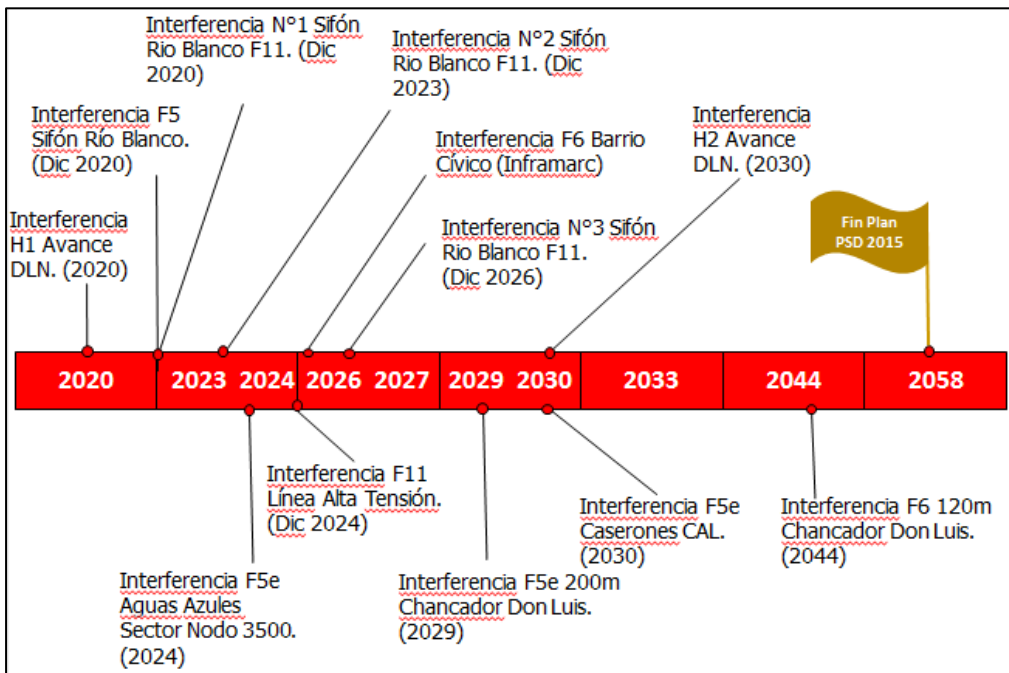 Interferencia N°1 Sifón
Rio Blanco F11. (Dic
2020)
Interferencia N°2 Sifón
Rio Blanco F11. (Dic
2023)
Interferencia F5
Sifón Río Blanco.
(Dic 2020)
Interferencia F6 Barrio
Cívico (Inframarc)
Interferencia
H2 Avance
DLN. (2030)
Interferencia
H1 Avance
DLN. (2020)
Interferencia N°3 Sifón
Rio Blanco F11.
(Dic 2026)
Fin Plan
PSD 2015
2020 2023 2024 2026 2027 2029 2030 2033 2044 2058
Interferencia F11
Línea Alta Tensión.
(Dic 2024)
Interferencia F5e
Caserones CAL.
(2030)
Interferencia F6 120m
Chancador Don Luis.
(2044)
Interferencia F5e
Aguas Azules
Sector Nodo 3500.
(2024)
Interferencia F5e 200m
Chancador Don Luis.
(2029)